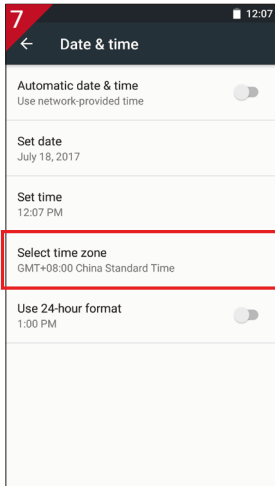 7
12:07
Date & time
Automatic date & time
Use network-provided time
Set date
July 18, 2017
Set time
12:07 PM
Select time zone
GMT+08:00 China Standard Time
Use 24-hour format
1:00 PM